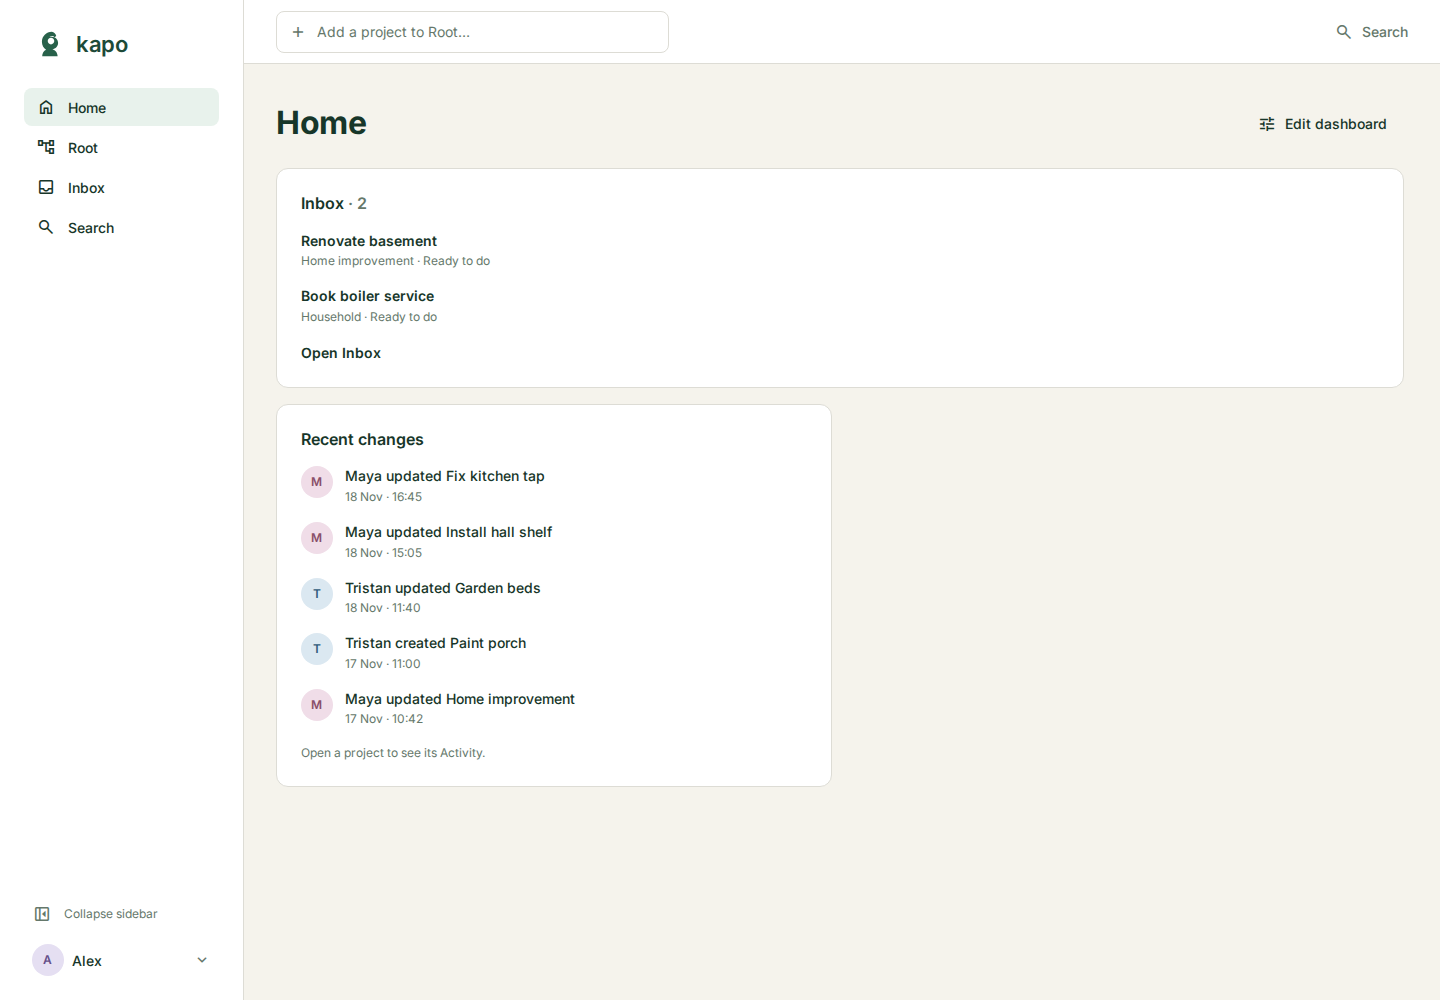 kapo
Home
Root
Inbox
Search
Collapse sidebar
A
Alex
Add a project to Root...
Search
Home
Edit dashboard
Inbox · 2
Renovate basement
Home improvement · Ready to do
Book boiler service
Household · Ready to do
Open Inbox
Recent changes
M
Maya updated Fix kitchen tap
18 Nov · 16:45
M
Maya updated Install hall shelf
18 Nov · 15:05
T
Tristan updated Garden beds
18 Nov · 11:40
T
Tristan created Paint porch
17 Nov · 11:00
M
Maya updated Home improvement
17 Nov · 10:42
Open a project to see its Activity.